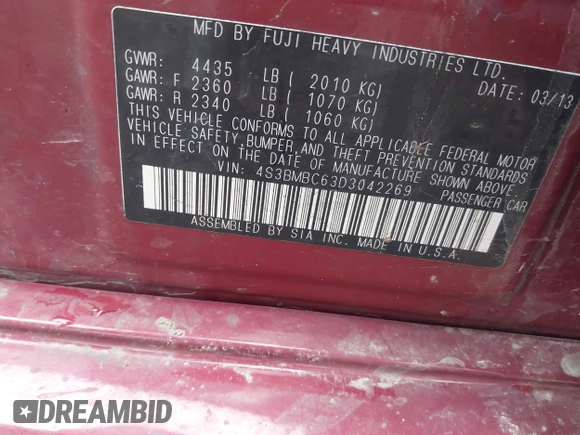 MFD BY FUJI HEAVY INDUSTRIES LTD.
GVWR: 4435 LB ( 2010 KG) DATE: 03/13
GAWR: F 2360 LB ( 1070 KG)
GAWR: R 2340 LB ( 1060 KG)
THIS VEHICLE CONFORMS TO ALL APPLICABLE FEDERAL MOTOR
VEHICLE SAFETY, BUMPER, AND THEFT PREVENTION STANDARDS
IN EFFECT ON THE DATE OF MANUFACTURE SHOWN ABOVE.
VIN: 4S3BMBC63D3042269 PASSENGER CAR
ASSEMBLED BY SIA INC. MADE IN U.S.A.
DREAMBID